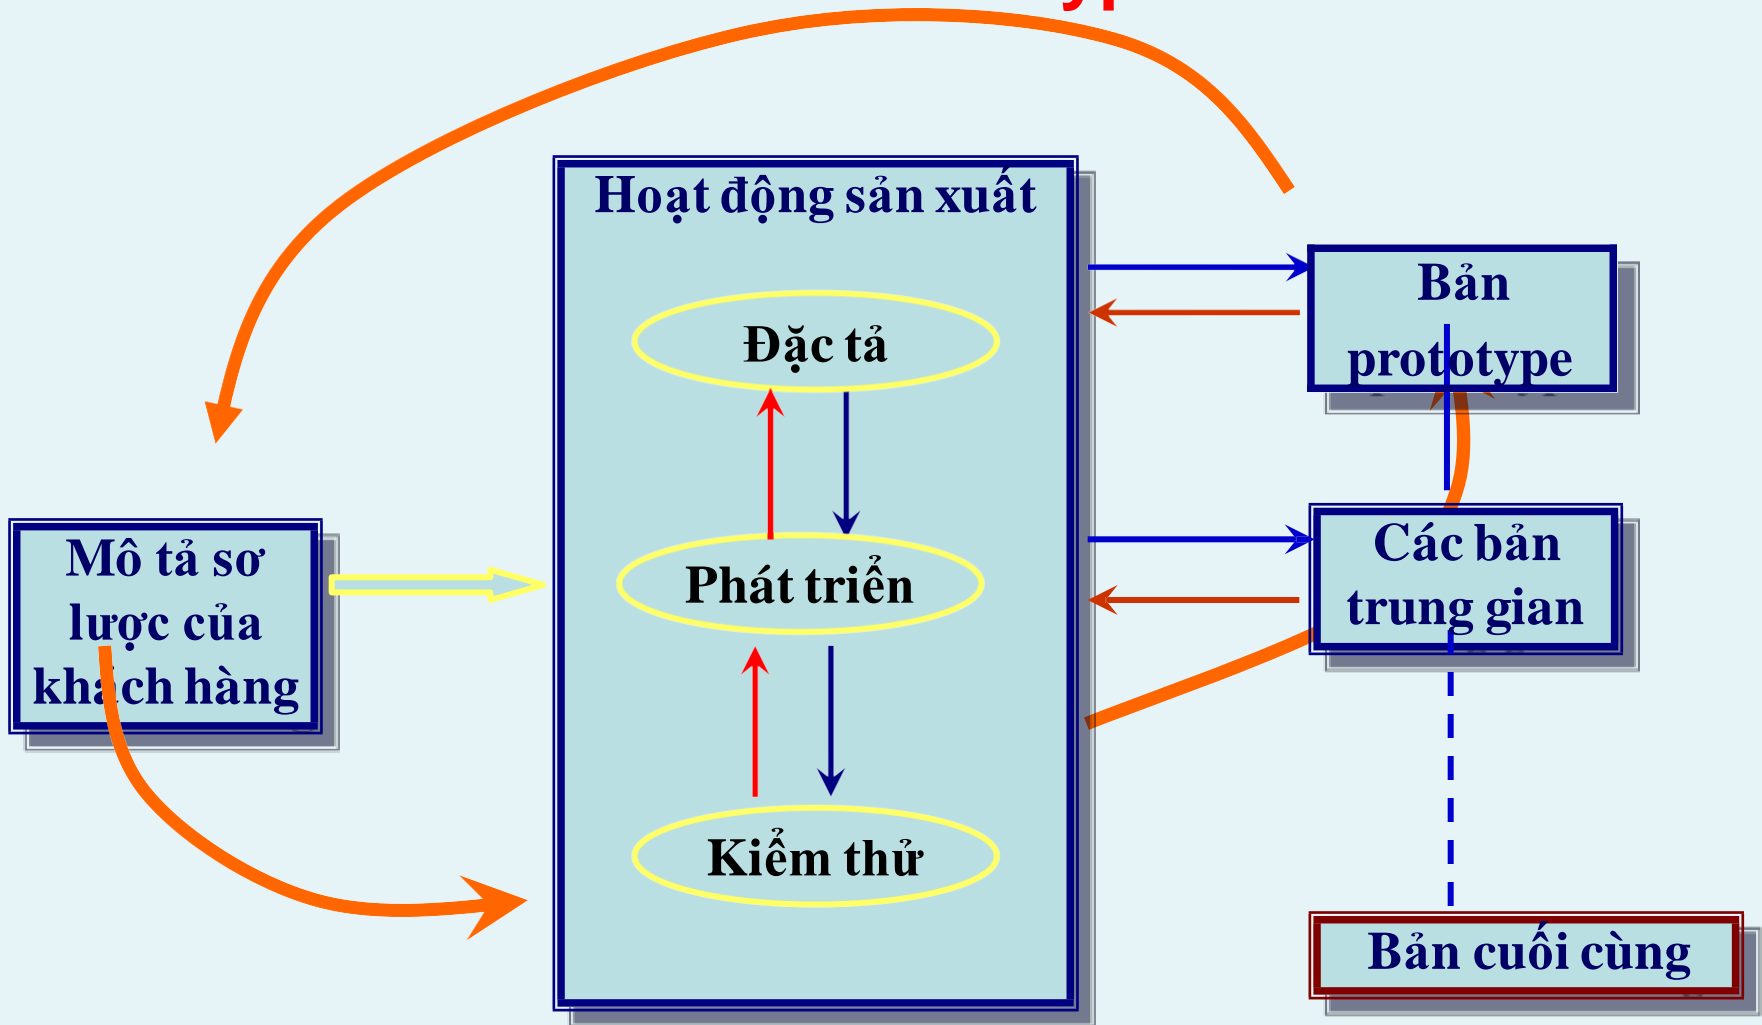 Hoạt động sản xuất
Đặc tả
Phát triển
Kiểm thử
Mô tả sơ
lược của
khách hàng
Bản
prototype
Các bản
trung gian
Bản cuối cùng